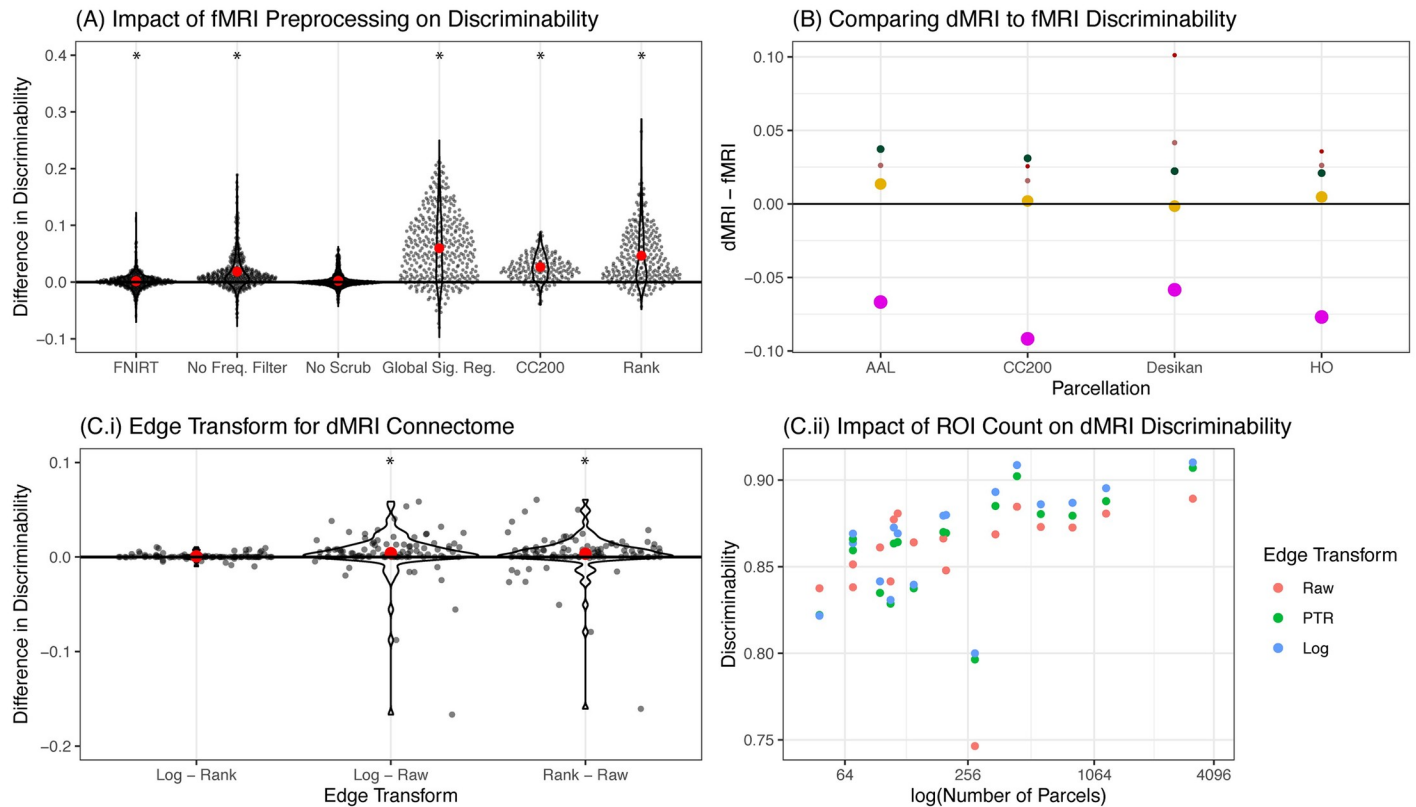 (A) Impact of fMRI Preprocessing on Discriminability
Difference in Discriminability
0.4
0.3
0.2
0.1
0.0
−0.1
* * * * *
FNIRT No Freq. Filter No Scrub Global Sig. Reg. CC200 Rank
(B) Comparing dMRI to fMRI Discriminability
dMRI − fMRI
0.10
0.05
0.00
−0.05
−0.10
AAL CC200 Desikan HO
Parcellation
(C.i) Edge Transform for dMRI Connectome
Difference in Discriminability
0.1
0.0
−0.1
−0.2
* *
Log − Rank Log − Raw Rank − Raw
Edge Transform
(C.ii) Impact of ROI Count on dMRI Discriminability
Discriminability
0.90
0.85
0.80
0.75
64 256 1064 4096
log(Number of Parcels)
Edge Transform
Raw
PTR
Log